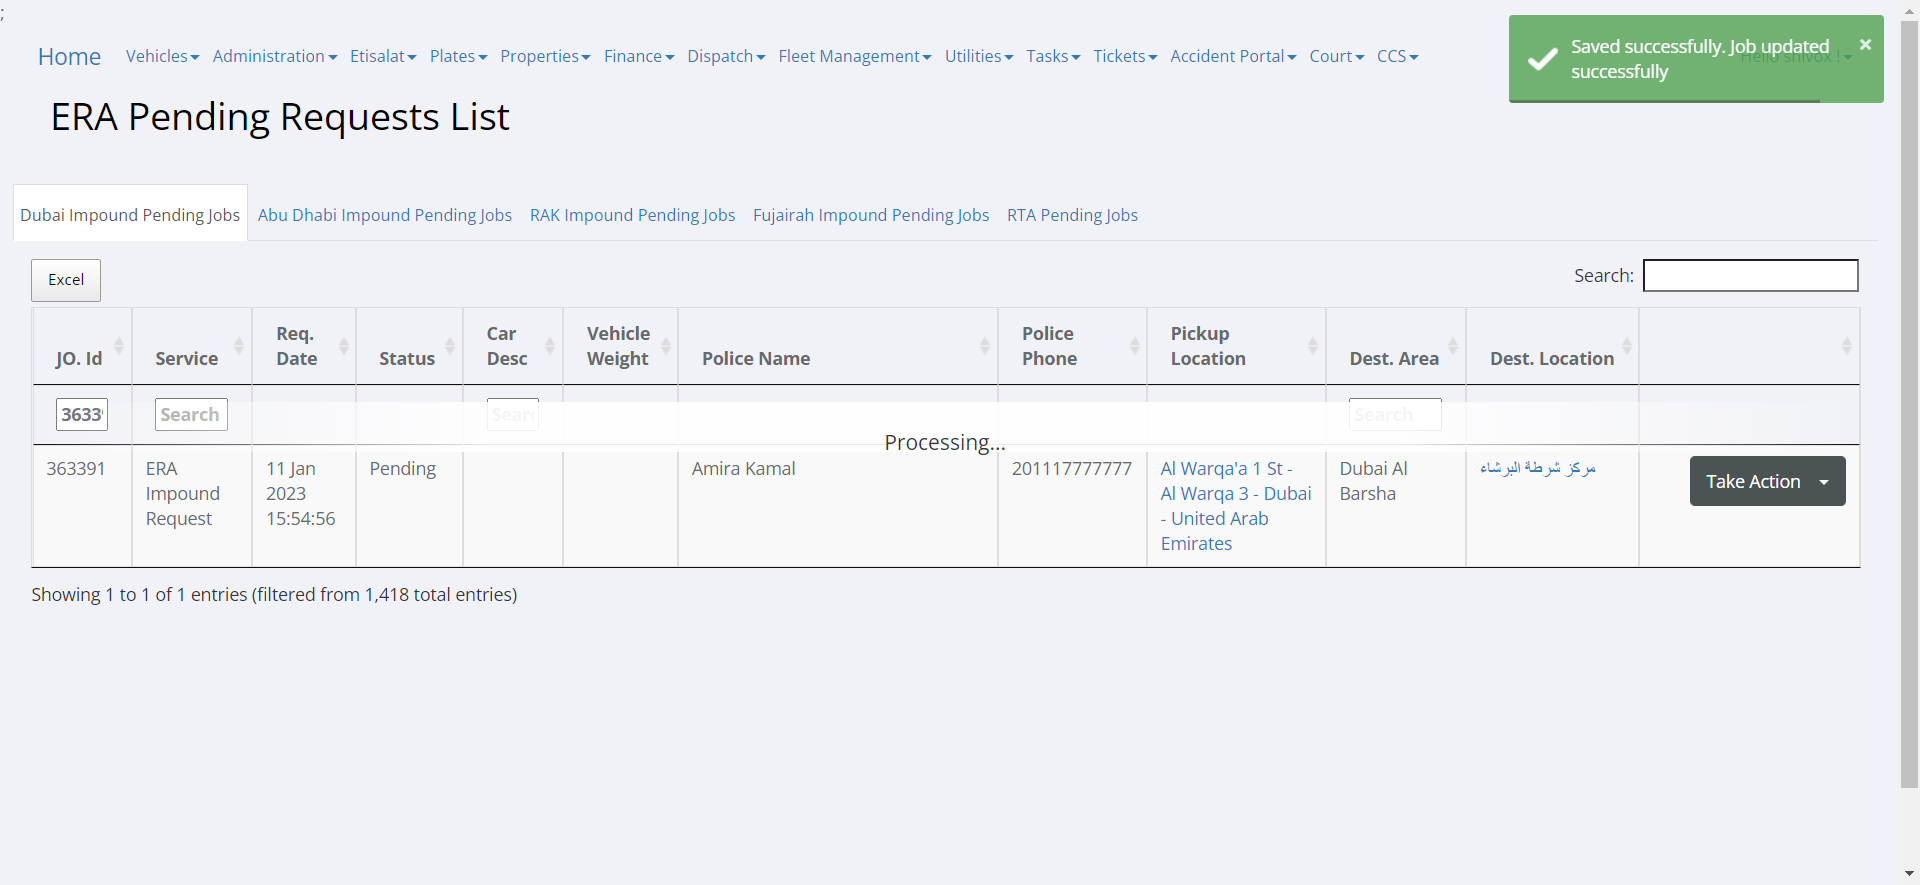 ;
Home Vehicles Administration Etisalat Plates Properties Finance Dispatch Fleet Management Utilities Tasks Tickets Accident Portal Court CCS
Hello shivox !
Saved successfully. Job updated
successfully
×
ERA Pending Requests List
Dubai Impound Pending Jobs Abu Dhabi Impound Pending Jobs RAK Impound Pending Jobs Fujairah Impound Pending Jobs RTA Pending Jobs
Excel
Search:
JO. Id
Service
Req.
Date
Status
Car
Desc
Vehicle
Weight
Police Name
Police
Phone
Pickup
Location
Dest. Area
Dest. Location
3633
Search
Sear
Search
Processing...
363391
ERA
Impound
Request
11 Jan
2023
15:54:56
Pending
Amira Kamal
201117777777
Al Warqa'a 1 St -
Al Warqa 3 - Dubai
- United Arab
Emirates
Dubai Al
Barsha
مركز شرطة البرشاء
Take Action
Showing 1 to 1 of 1 entries (filtered from 1,418 total entries)